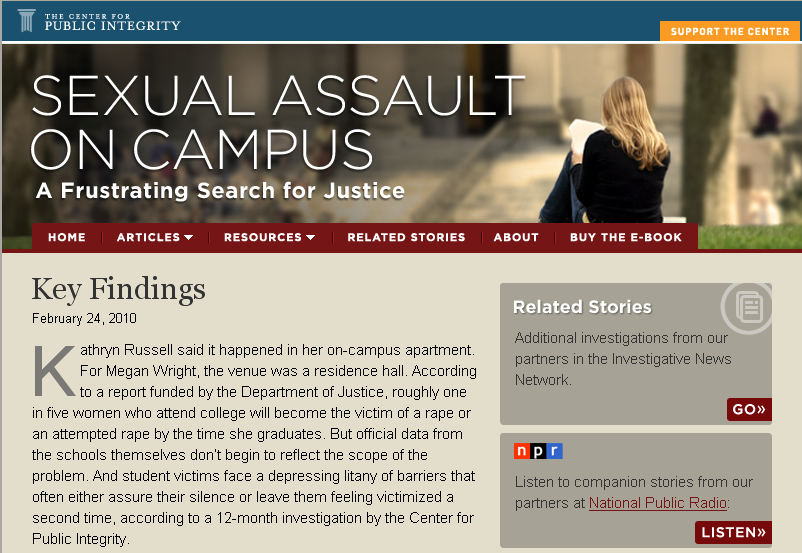 THE CENTER FOR
PUBLIC INTEGRITY
SUPPORT THE CENTER
SEXUAL ASSAULT
ON CAMPUS
A Frustrating Search for Justice
HOME ARTICLES RESOURCES RELATED STORIES ABOUT BUY THE E-BOOK
Key Findings
February 24, 2010
Kathryn Russell said it happened in her on-campus apartment.
For Megan Wright, the venue was a residence hall. According
to a report funded by the Department of Justice, roughly one
in five women who attend college will become the victim of a rape or
an attempted rape by the time she graduates. But official data from
the schools themselves don't begin to reflect the scope of the
problem. And student victims face a depressing litany of barriers that
often either assure their silence or leave them feeling victimized a
second time, according to a 12-month investigation by the Center for
Public Integrity.
Related Stories
Additional investigations from our
partners in the Investigative News
Network.
GO»
npr
Listen to companion stories from our
partners at National Public Radio:
LISTEN»